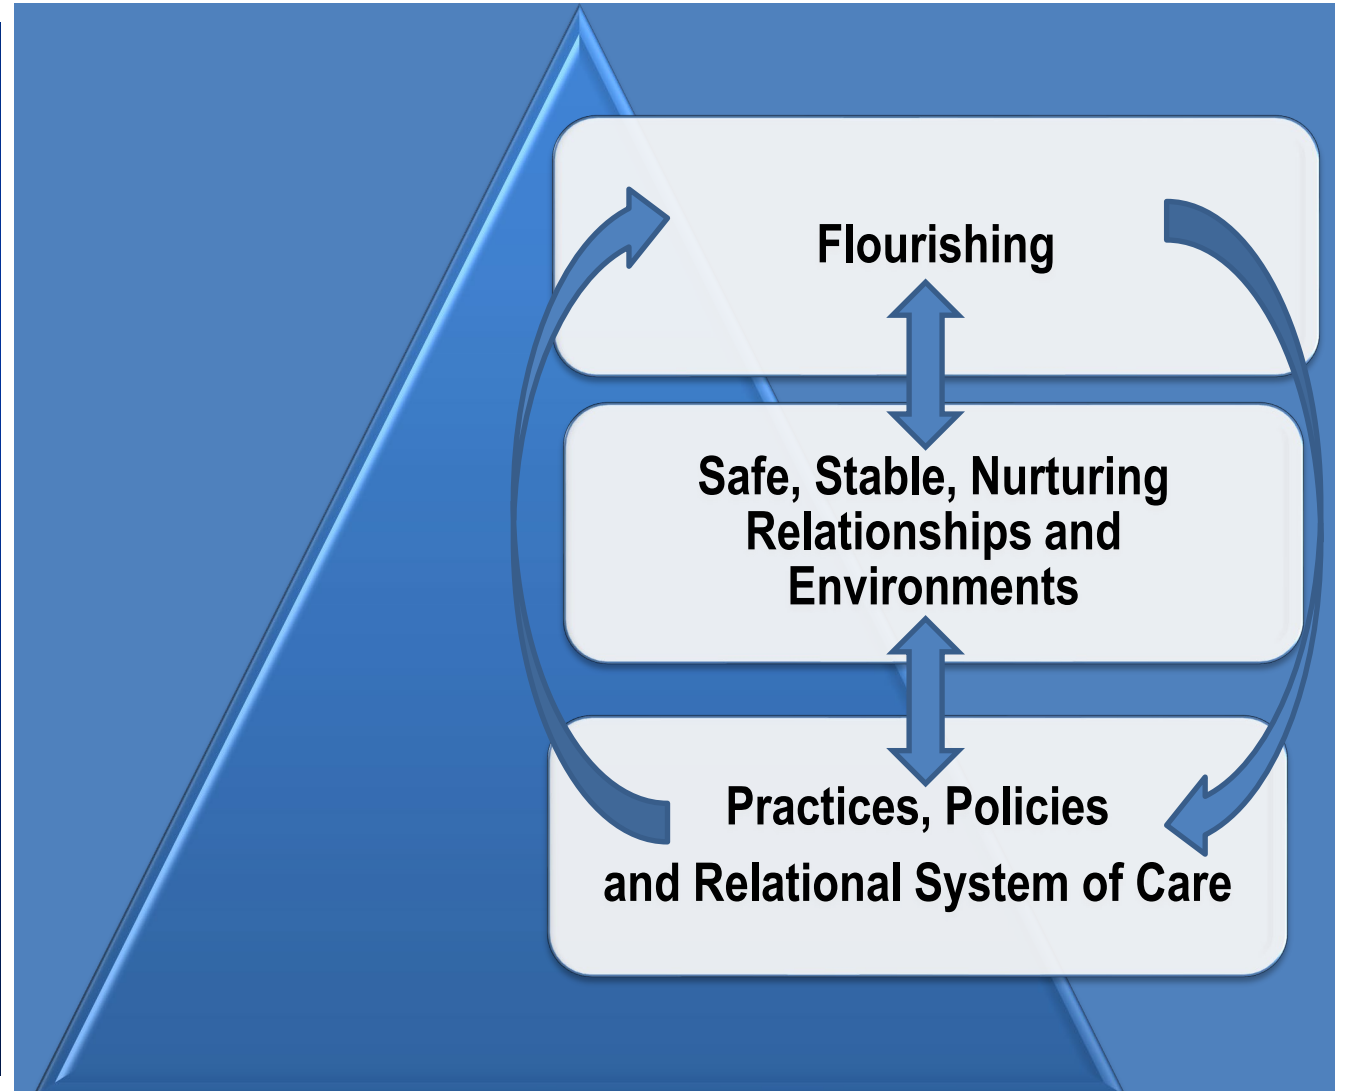 Flourishing
Safe, Stable, Nurturing
Relationships and
Environments
Practices, Policies
and Relational System of Care